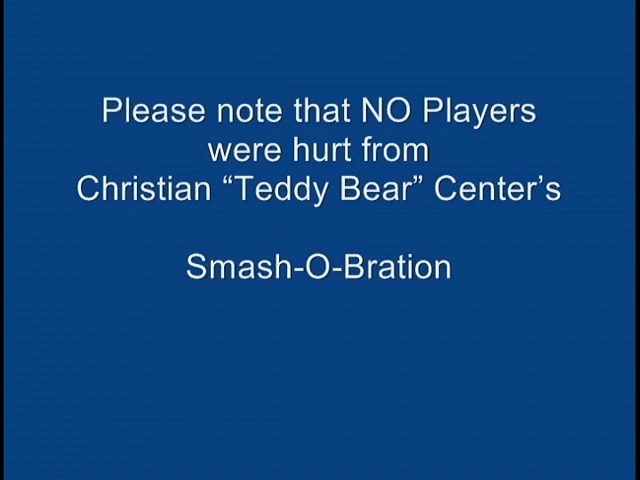 Please note that NO Players
were hurt from
Christian “Teddy Bear” Center’s
Smash-O-Bration